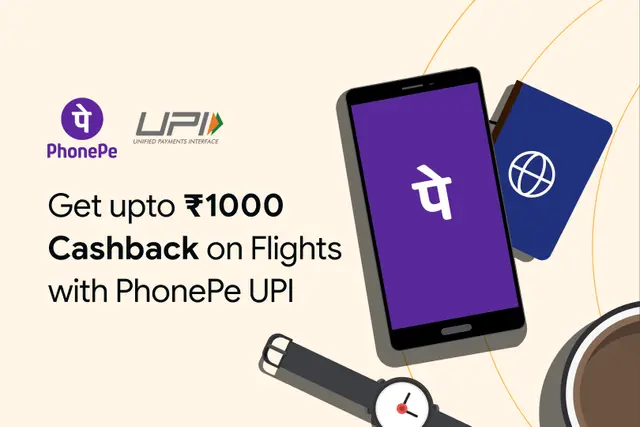 पे
PhonePe
UPI
UNIFIED PAYMENTS INTERFACE
Get upto ₹1000
Cashback on Flights
with PhonePe UPI
पे